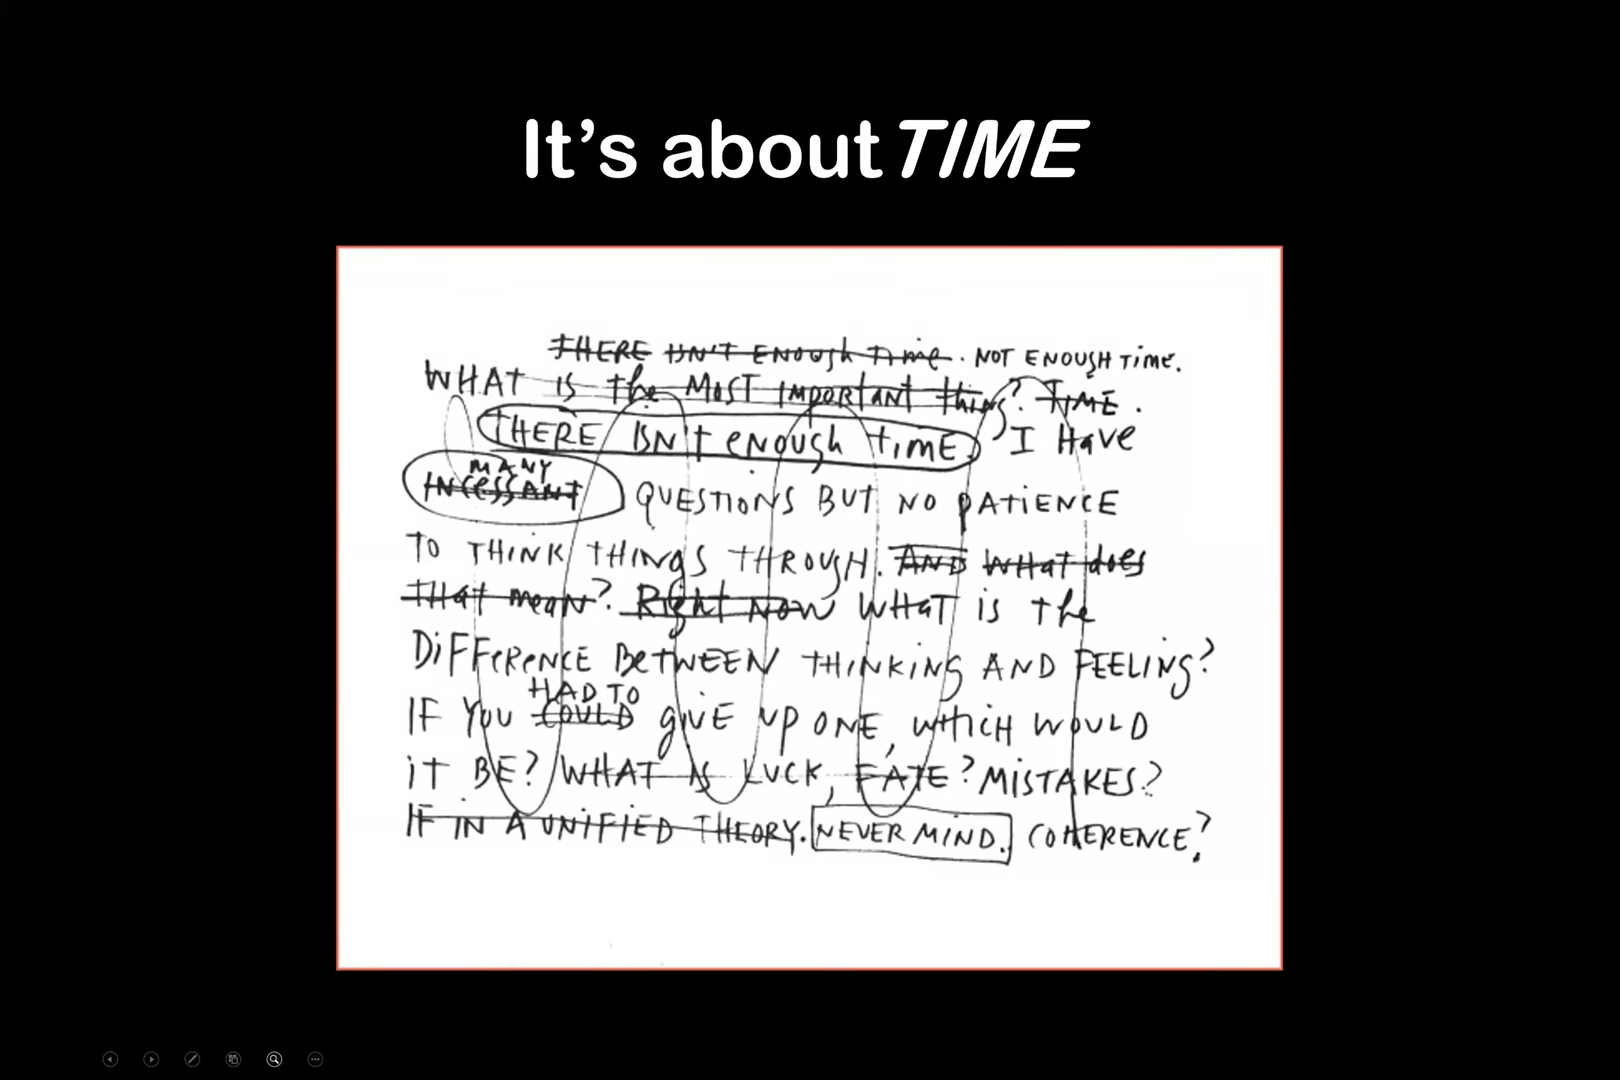 It's about TIME
THERE ISN'T ENOUGH TIME. NOT ENOUGH TIME.
WHAT IS the MOST IMPORTANT thing? TIME.
THERE ISN't enough time. I Have
MANY
INCESSANT QUESTIONS BUT NO PATIENCE
TO THINK THINGS THROUGH. AND WHat does
that mean? Right NOW WHaT is the
DIFFERENCE BETWEEN THINKING AND FEELING?
HAD TO
IF YOU COULD giVE UP ONE, WHICH WOULD
iT BE? WHAT IS LUCK, FATE? MISTAKES?
IF IN A UNIFIED THEORY. NEVER MIND. COHERENCE?